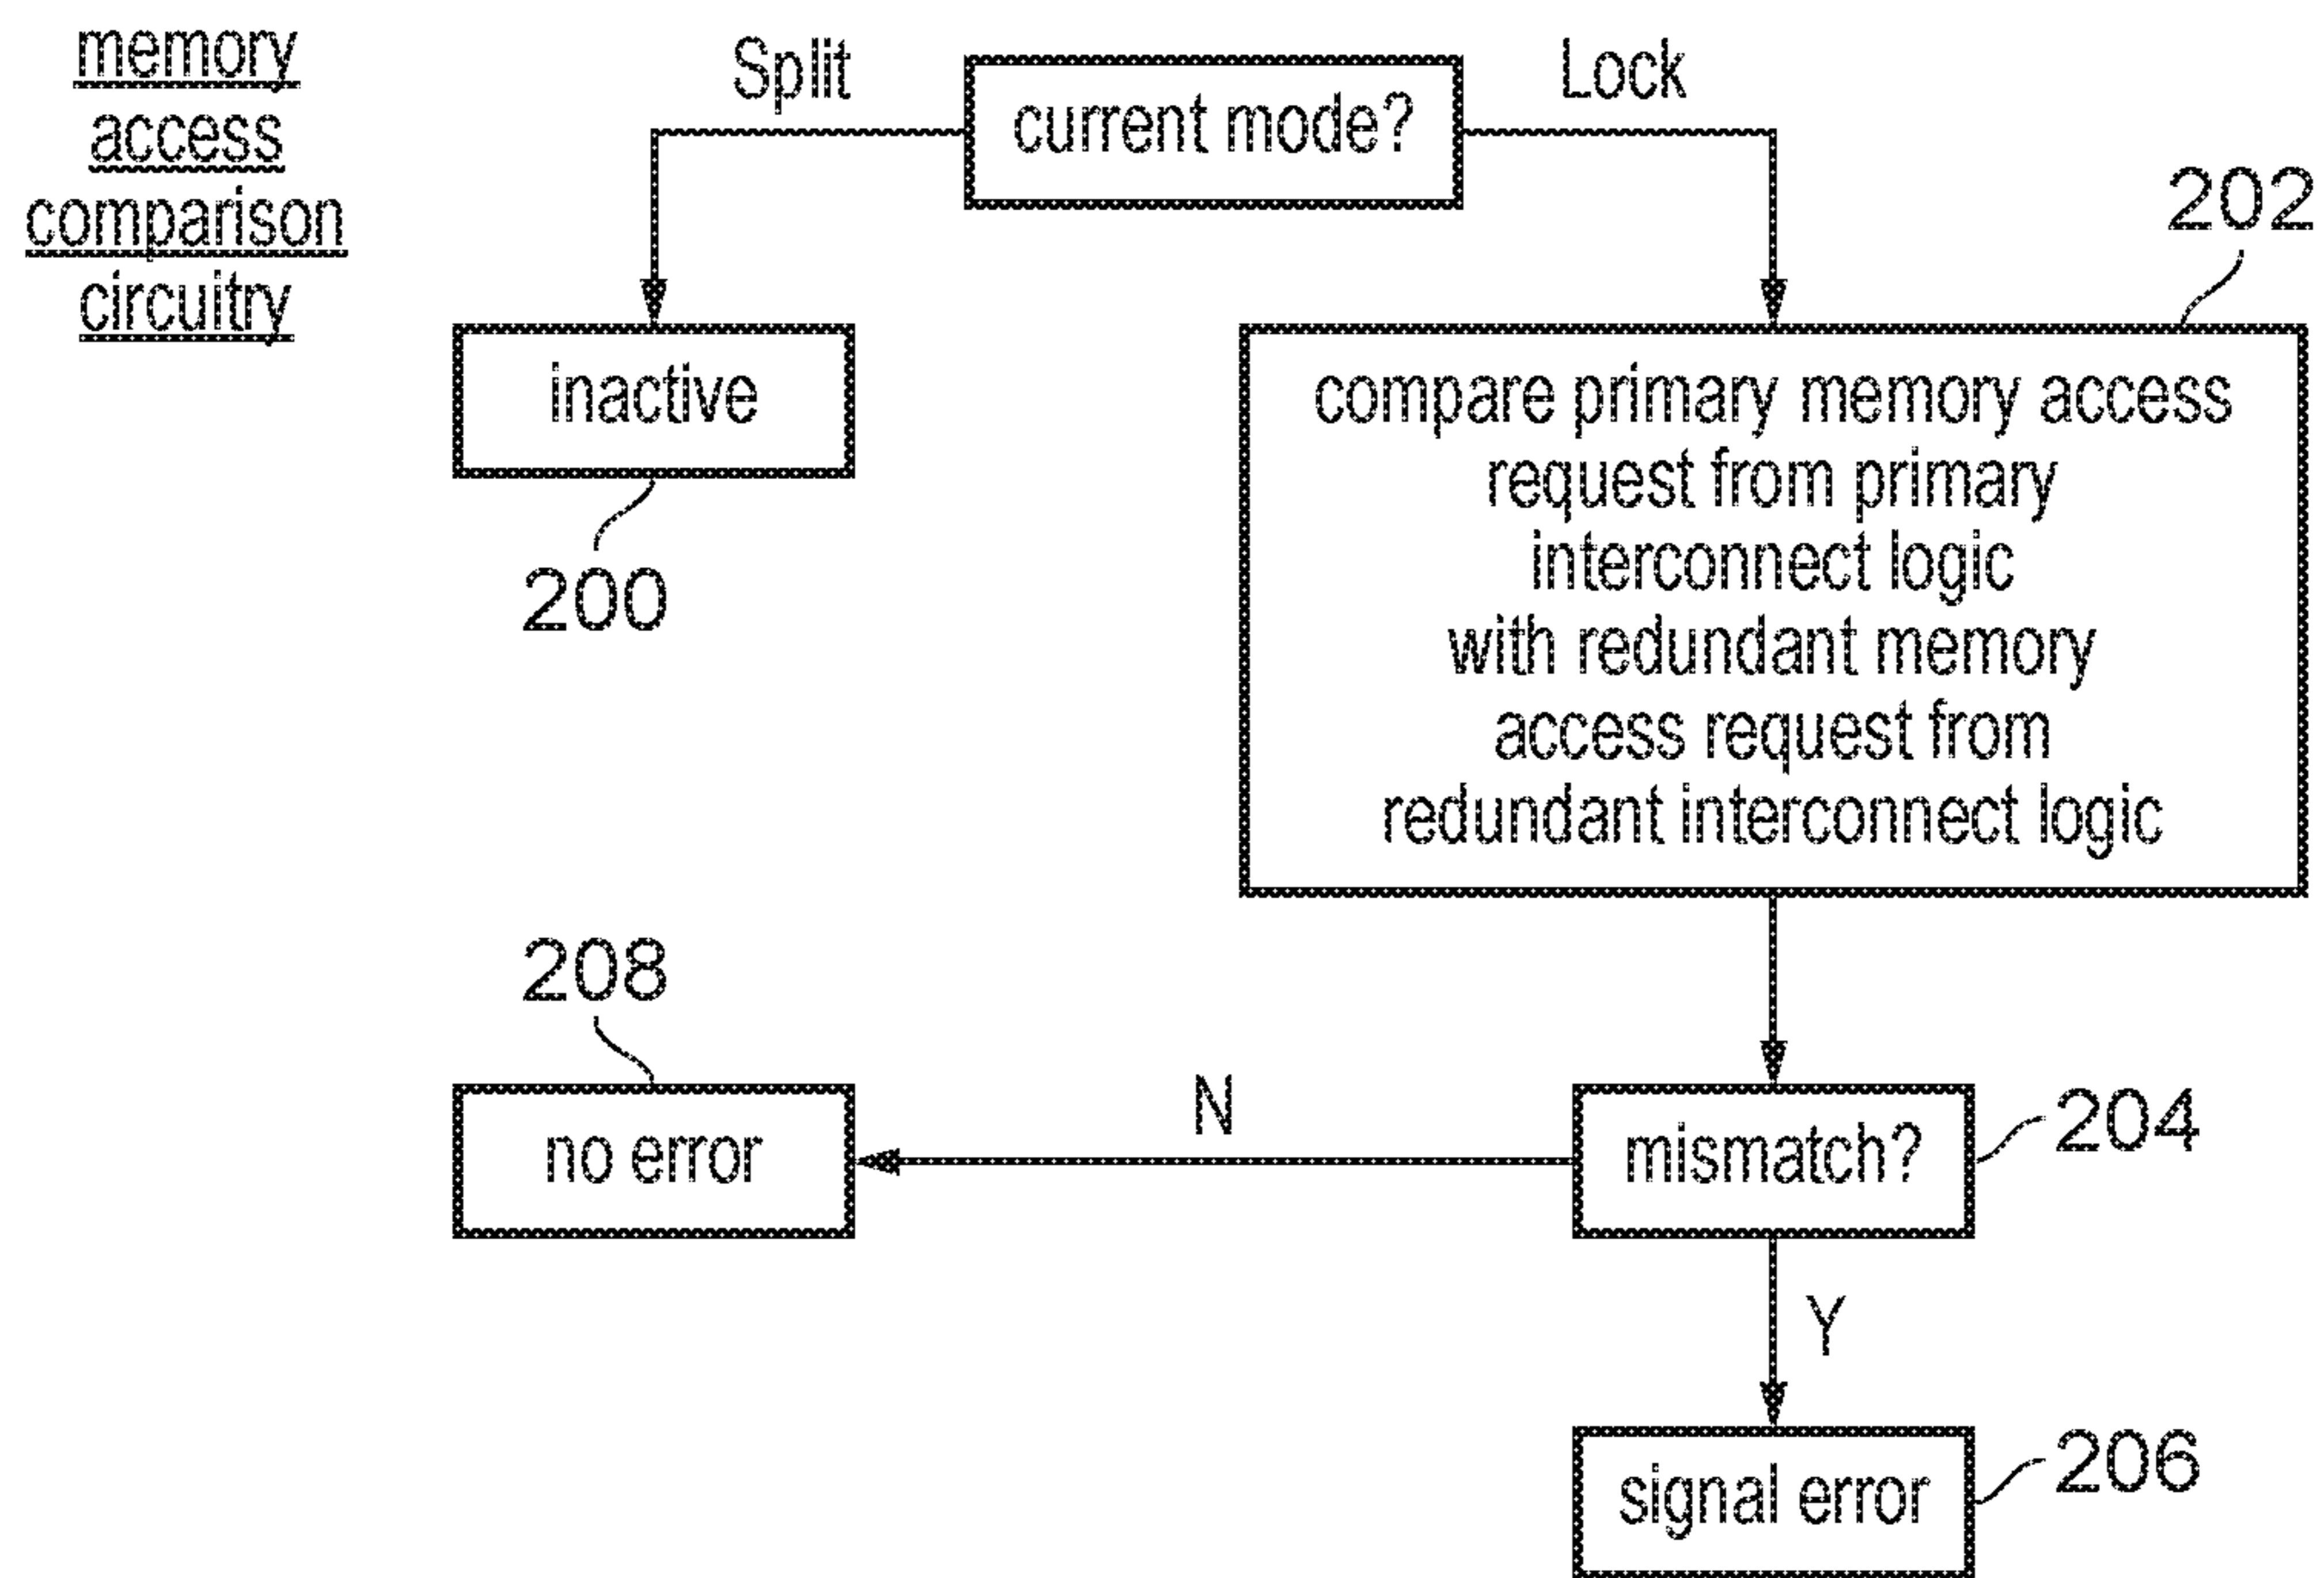 memory
access
comparison
circuitry
Split
current mode?
Lock
202
inactive
200
compare primary memory access
request from primary
interconnect logic
with redundant memory
access request from
redundant interconnect logic
208
no error
N
mismatch?
204
Y
signal error
206